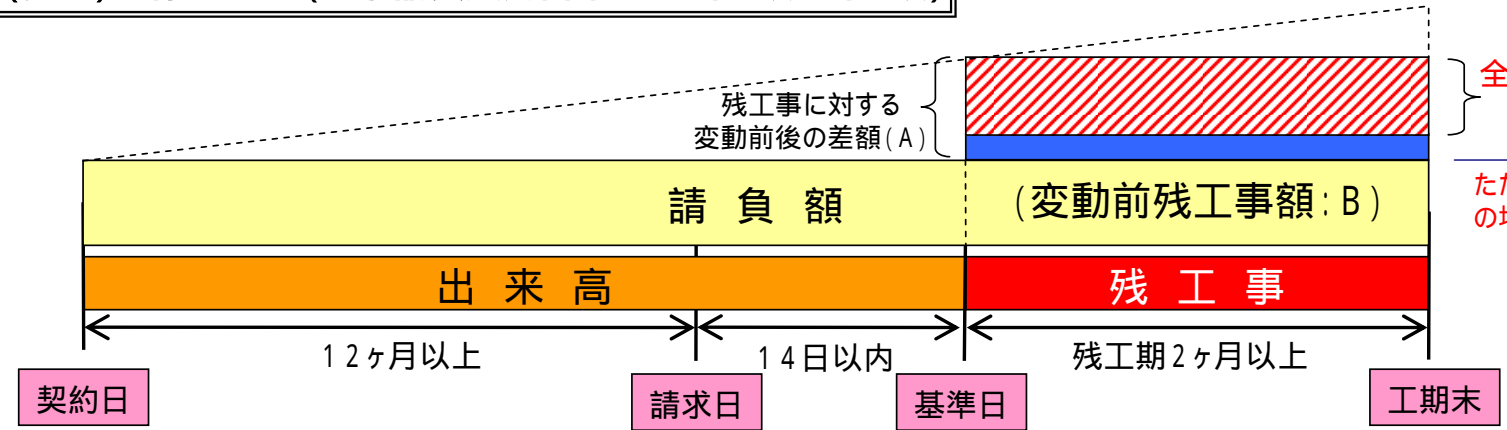 残工事に対する
変動前後の差額(A)
全
請負額
(変動前残工事額:B)
た
の
出来高
残工事
12ヶ月以上
14日以内
残工期2ヶ月以上
契約日
請求日
基準日
工期末